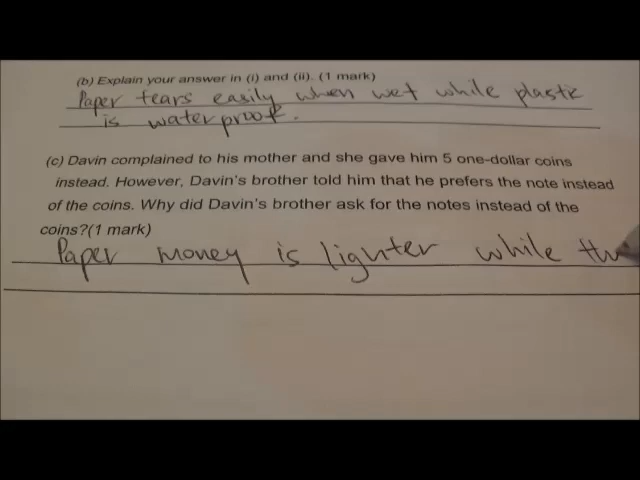 (b) Explain your answer in (i) and (ii). (1 mark)
Paper tears easily when wet while plastic
is waterproof.
(c) Davin complained to his mother and she gave him 5 one-dollar coins
instead. However, Davin's brother told him that he prefers the note instead
of the coins. Why did Davin's brother ask for the notes instead of the
coins?(1 mark)
Paper money is lighter while